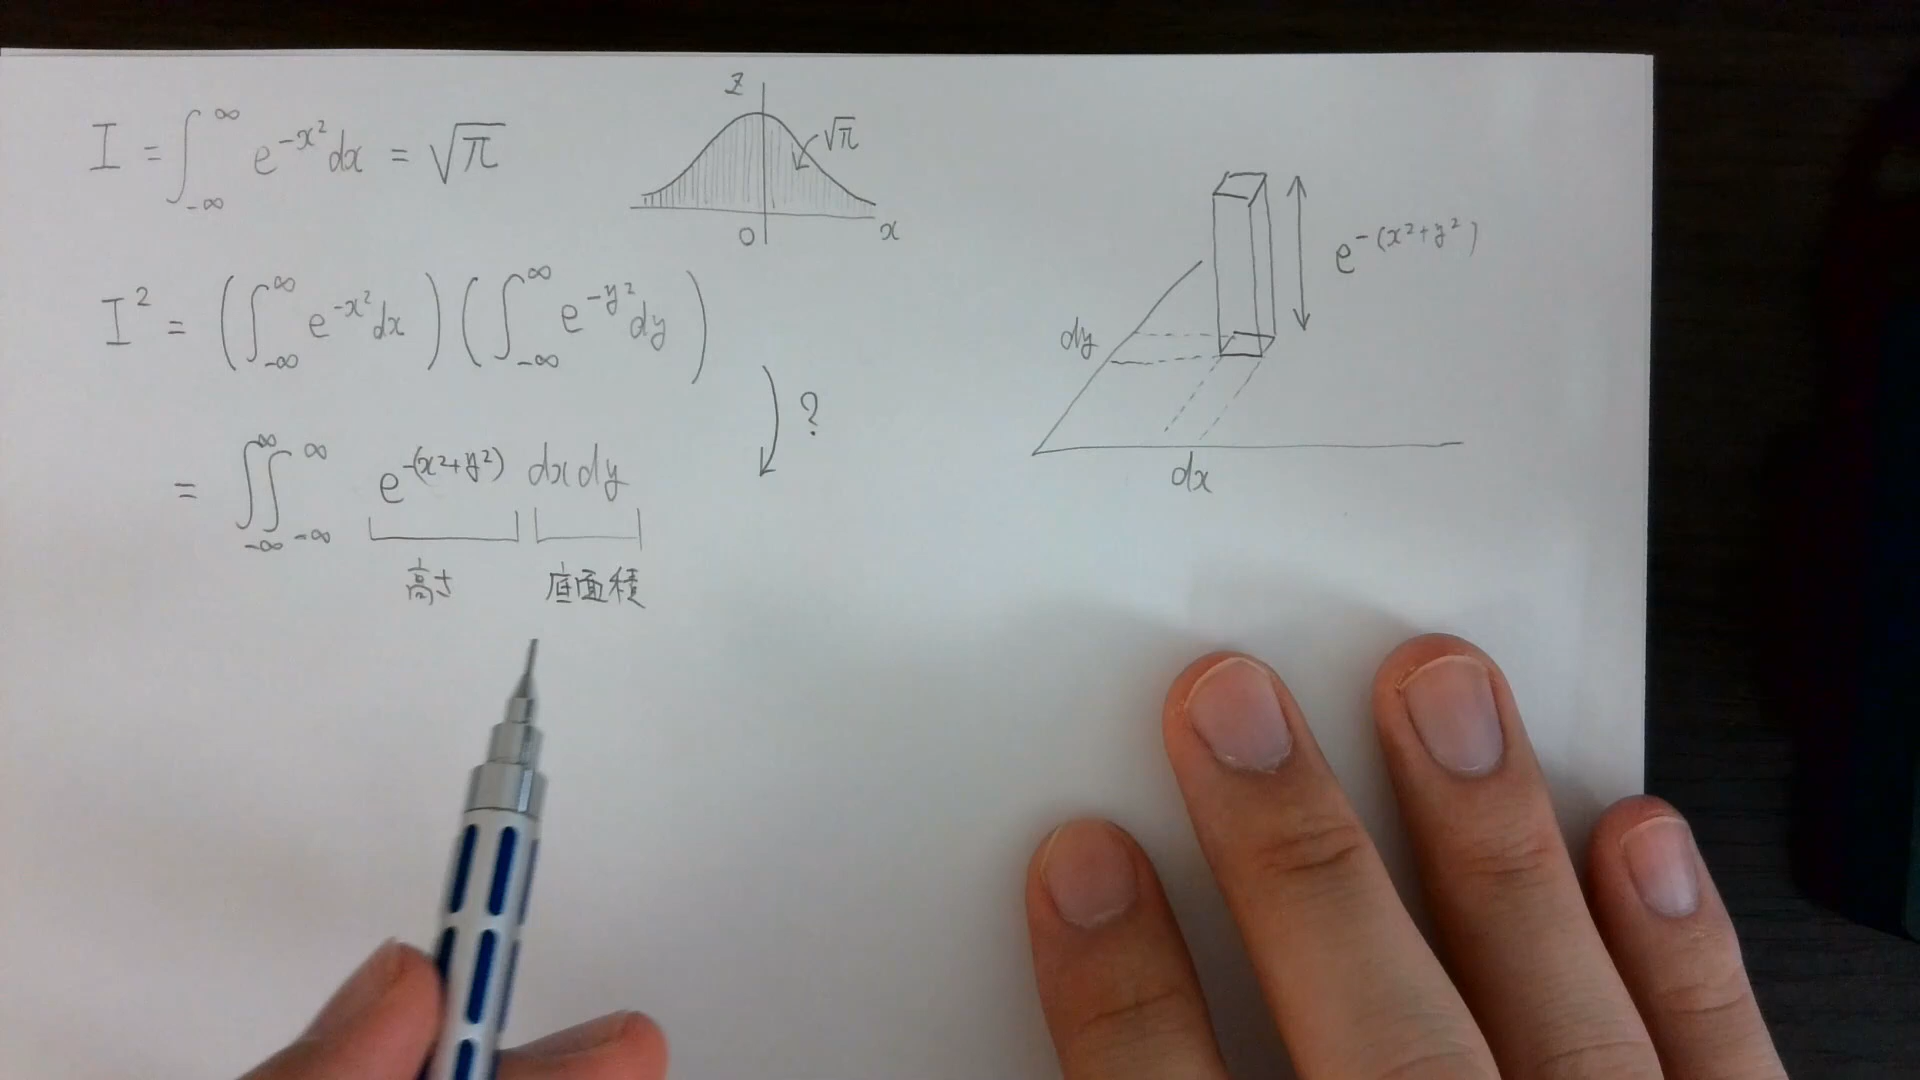 I = ∫_{-∞}^{∞} e^{-x²} dx = √π
z
√π
0
x
I² = (∫_{-∞}^{∞} e^{-x²} dx) (∫_{-∞}^{∞} e^{-y²} dy)
?
= ∫_{-∞}^{∞}∫_{-∞}^{∞} e^{-(x²+y²)} dx dy
高さ 底面積
e^{-(x²+y²)}
dy
dx